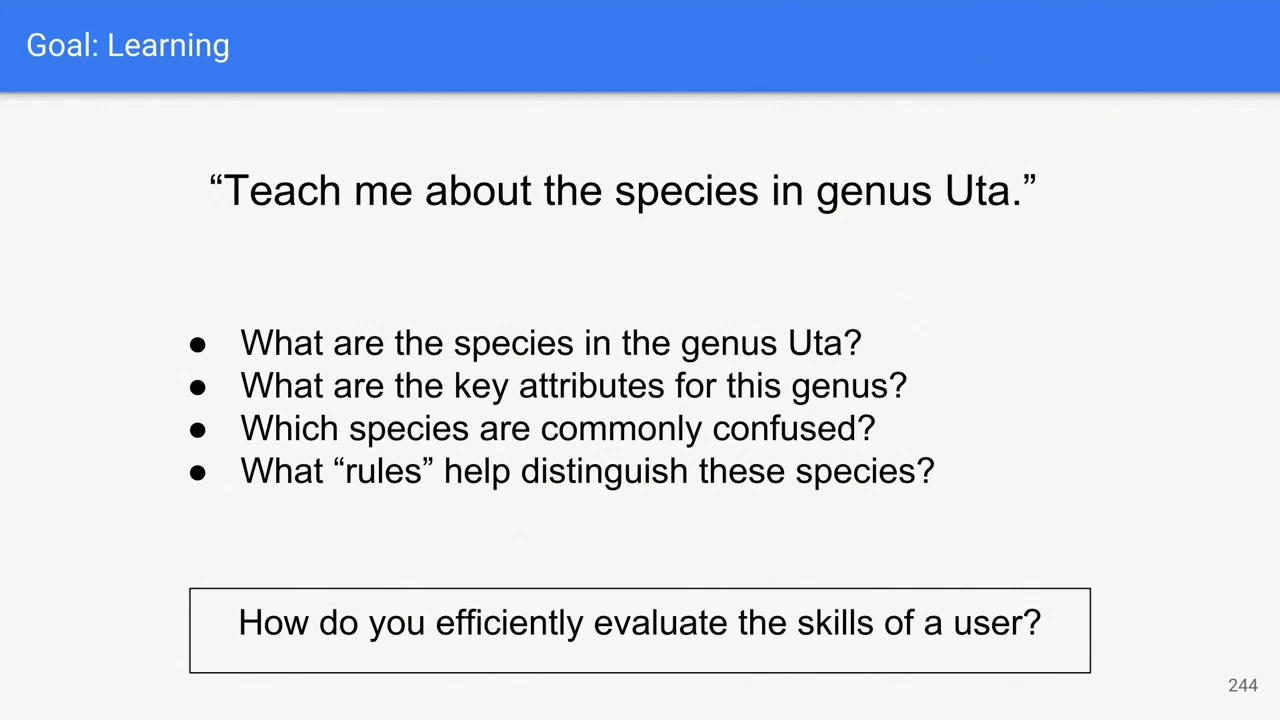 Goal: Learning
“Teach me about the species in genus Uta.”
● What are the species in the genus Uta?
● What are the key attributes for this genus?
● Which species are commonly confused?
● What “rules” help distinguish these species?
How do you efficiently evaluate the skills of a user?
244